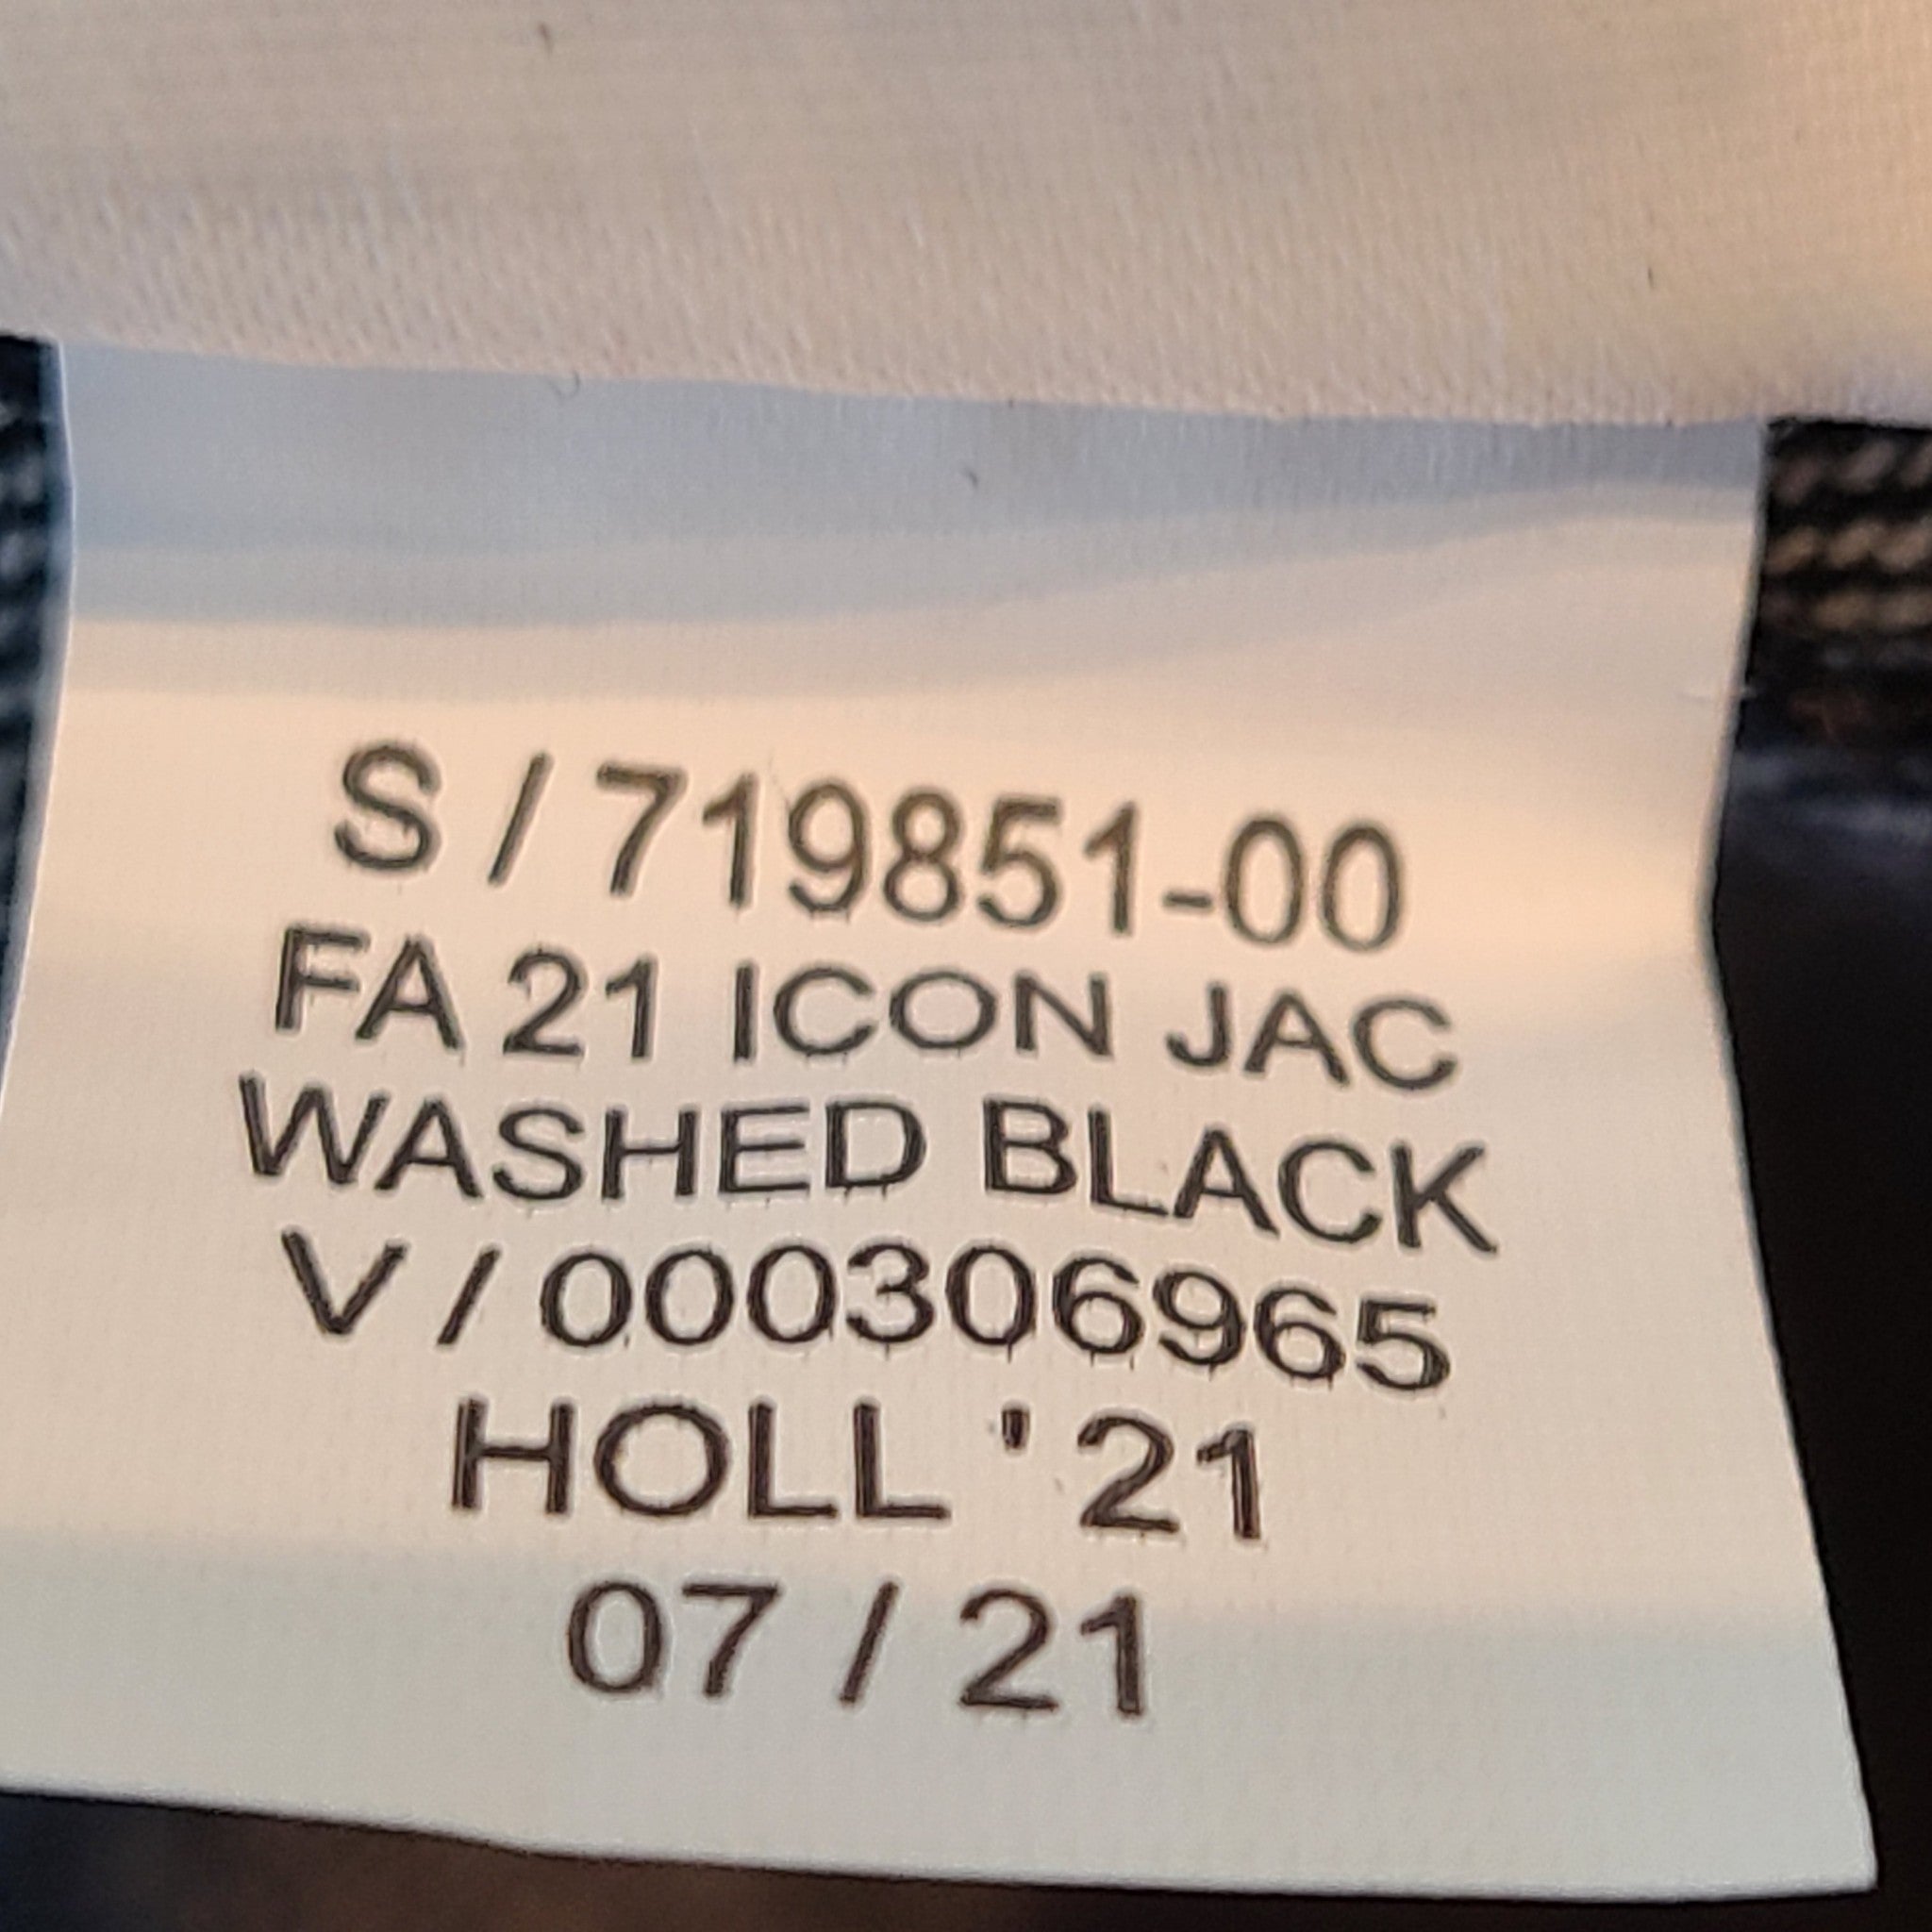 S / 719851-00
FA 21 ICON JAC
WASHED BLACK
V / 000306965
HOLL ' 21
07 / 21